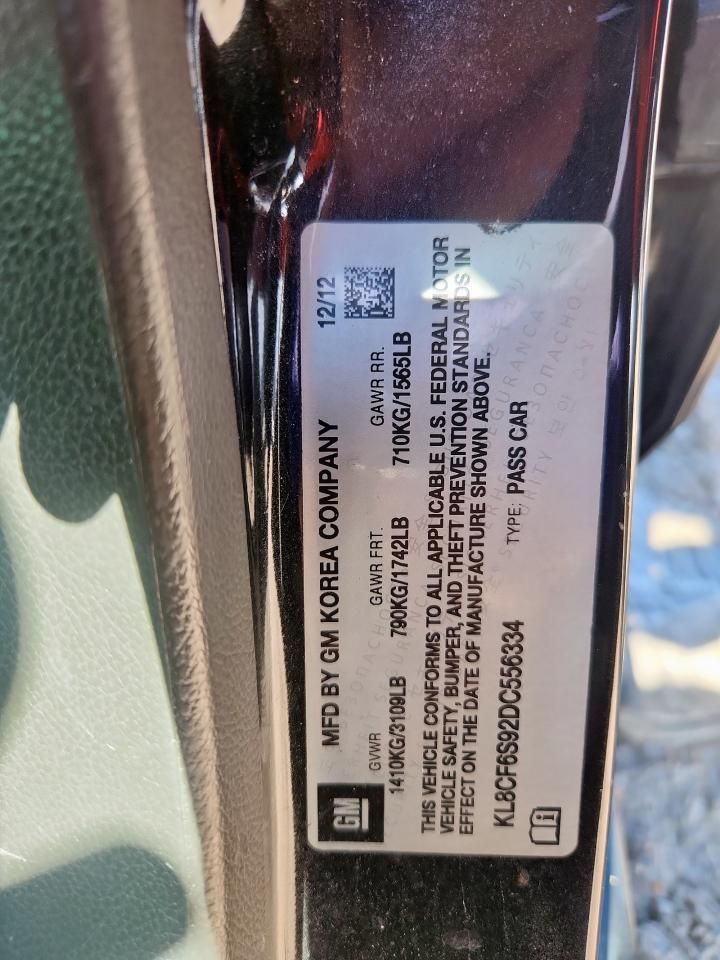 GM
MFD BY GM KOREA COMPANY 12/12
GVWR GAWR FRT. GAWR RR.
1410KG/3109LB 790KG/1742LB 710KG/1565LB
THIS VEHICLE CONFORMS TO ALL APPLICABLE U.S. FEDERAL MOTOR
VEHICLE SAFETY, BUMPER, AND THEFT PREVENTION STANDARDS IN
EFFECT ON THE DATE OF MANUFACTURE SHOWN ABOVE.
KL8CF6S92DC556334 TYPE: PASS CAR